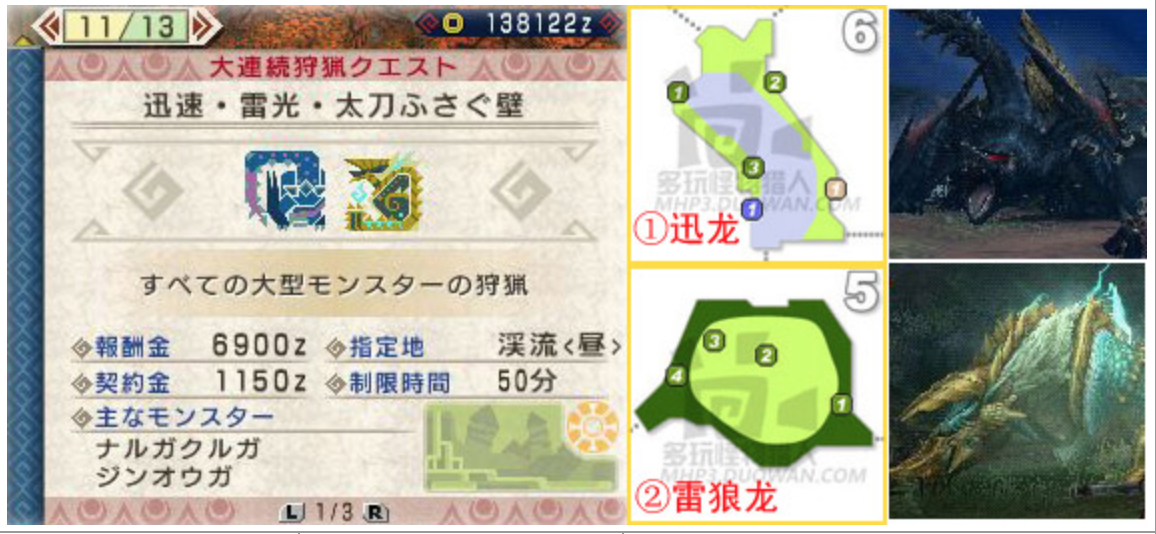 11/13
138122z
大連続狩猟クエスト
迅速・雷光・太刀ふさぐ壁
すべての大型モンスターの狩猟
報酬金 6900z 指定地 渓流<昼>
契約金 1150z 制限時間 50分
主なモンスター
ナルガクルガ
ジンオウガ
L 1/3 R
6
1
2
3
1
1
多玩怪物猎人
MHP3.DUOWAN.COM
①迅龙
5
3
2
4
1
多玩怪物猎人
MHP3.DUOWAN.COM
②雷狼龙